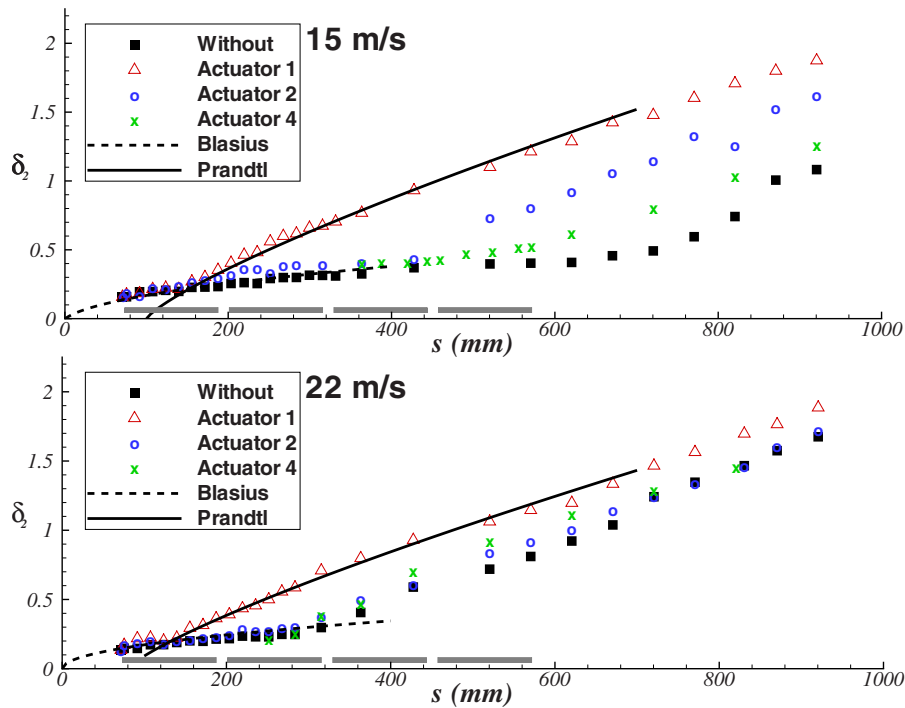 15 m/s
Without
Actuator 1
Actuator 2
Actuator 4
Blasius
Prandtl
δ2
2
1.5
1
0.5
0
0 200 400 600 800 1000
s (mm)
22 m/s
Without
Actuator 1
Actuator 2
Actuator 4
Blasius
Prandtl
δ2
2
1.5
1
0.5
0
0 200 400 600 800 1000
s (mm)